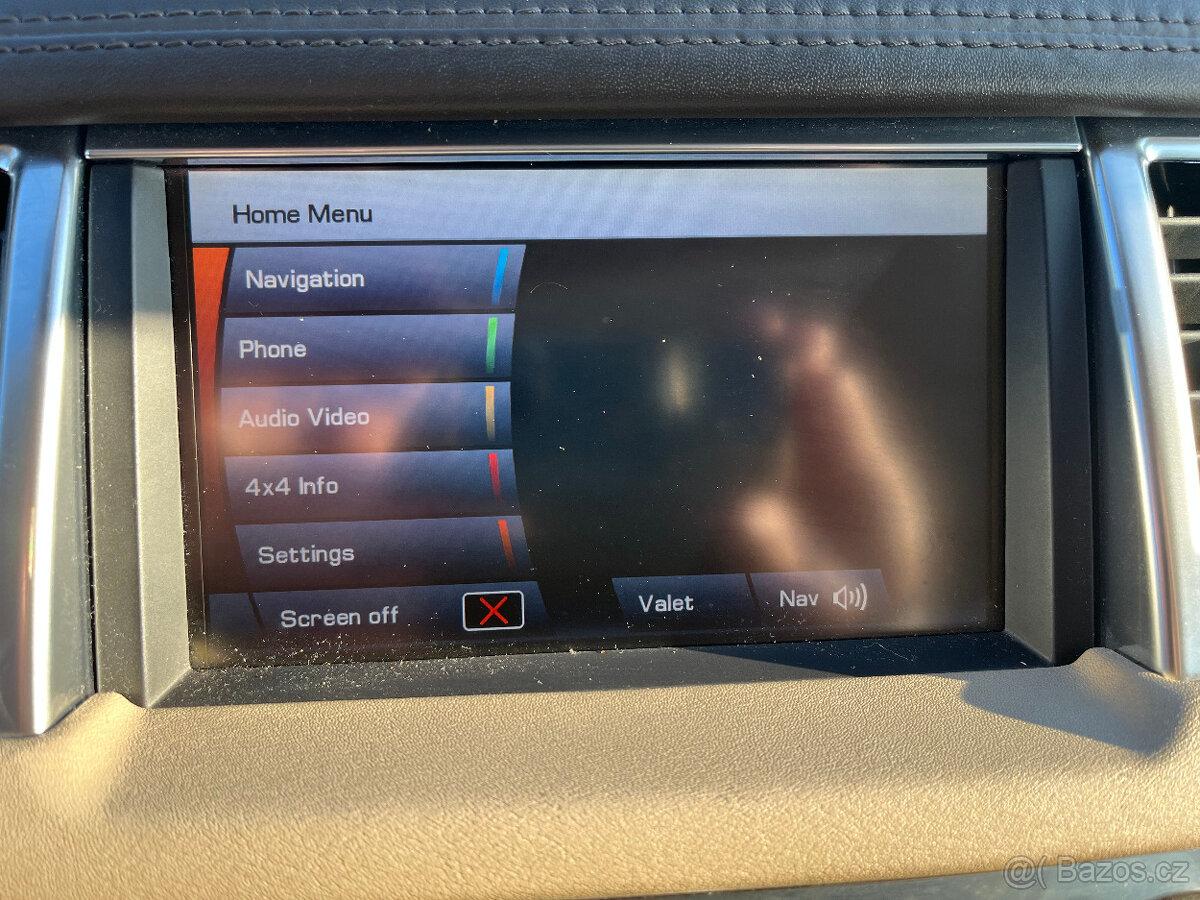 Home Menu
Navigation
Phone
Audio Video
4x4 Info
Settings
Screen off
Valet
Nav
@( Bazos.cz